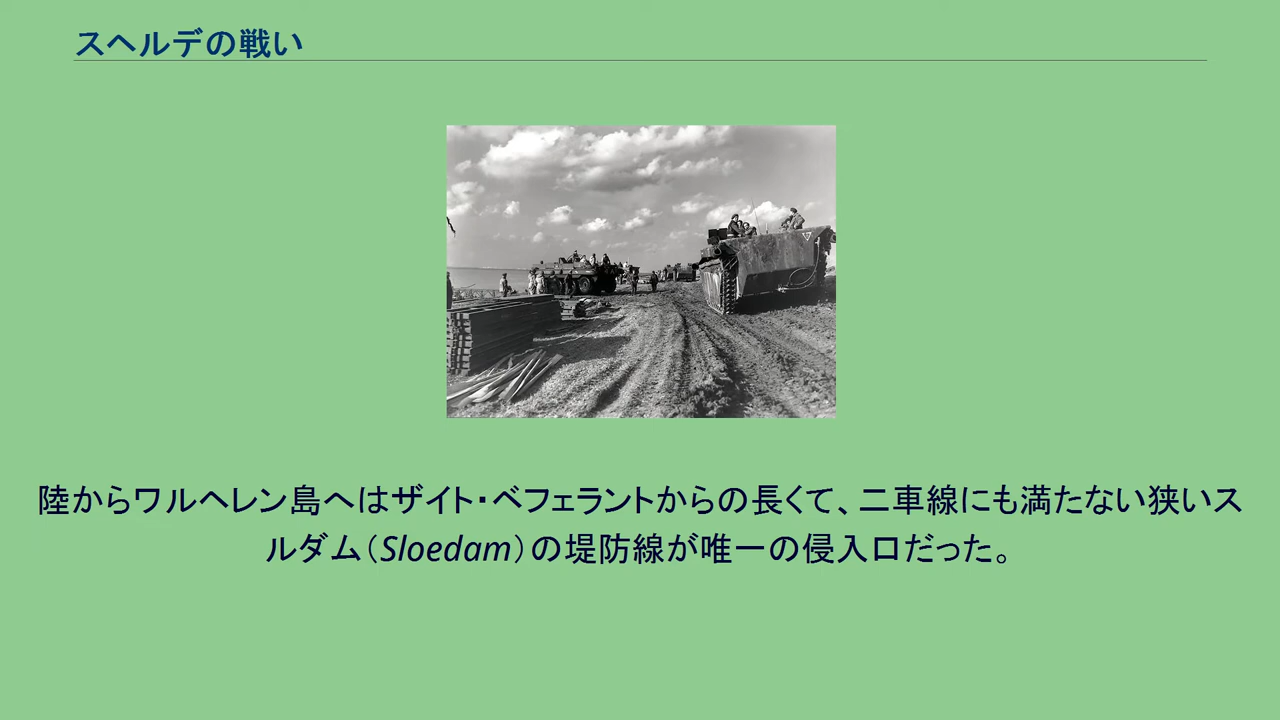 スヘルデの戦い
陸からワルヘレン島へはザイト・ベフェラントからの長くて、二車線にも満たない狭いス
ルダム(Sloedam)の堤防線が唯一の侵入口だった。